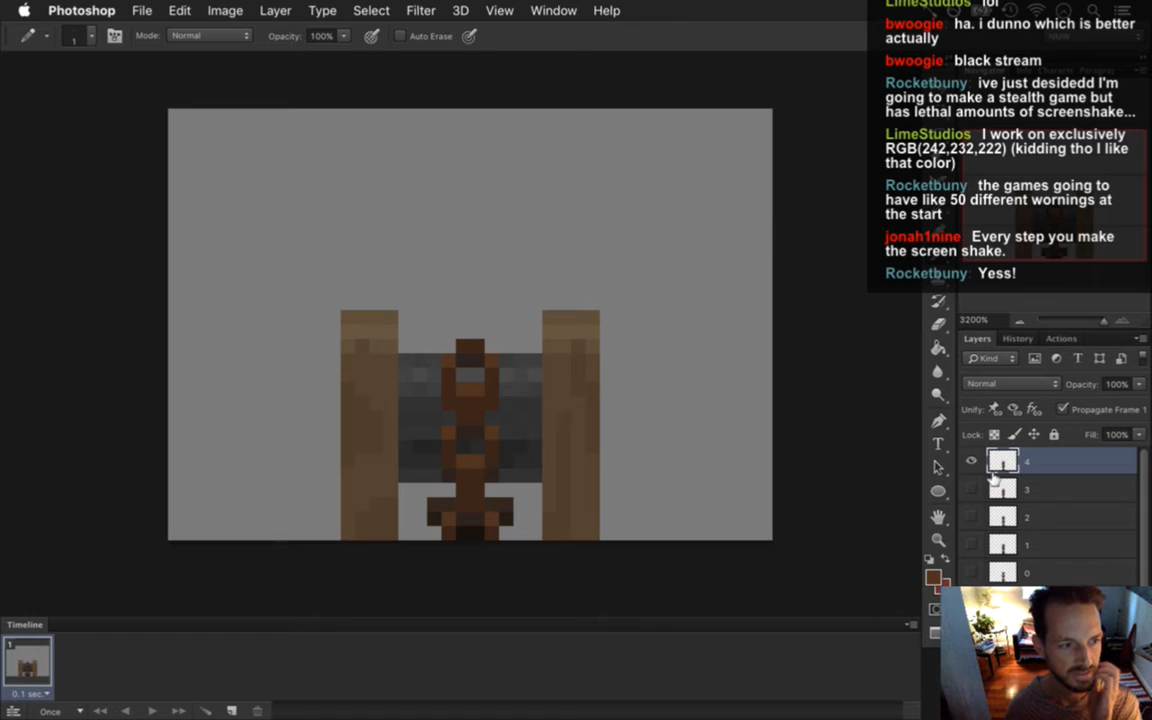 Photoshop File Edit Image Layer Type Select Filter 3D View Window Help
1 Mode: Normal Opacity: 100% Auto Erase
LimeStudios lol
bwoogie: ha. i dunno which is better
actually
bwoogie: black stream
Rocketbuny: ive just desidedd I'm
going to make a stealth game but
has lethal amounts of screenshake...
LimeStudios I work on exclusively
RGB(242,232,222) (kidding tho I like
that color)
Rocketbuny the games going to
have like 50 different wornings at
the start
jonah1nine: Every step you make
the screen shake.
Rocketbuny: Yess!
3200%
Layers History Actions
Kind
Normal Opacity: 100%
Unify: Propagate Frame 1
Lock: Fill: 100%
4
3
2
1
0
Timeline
1
0.1 sec.
Once